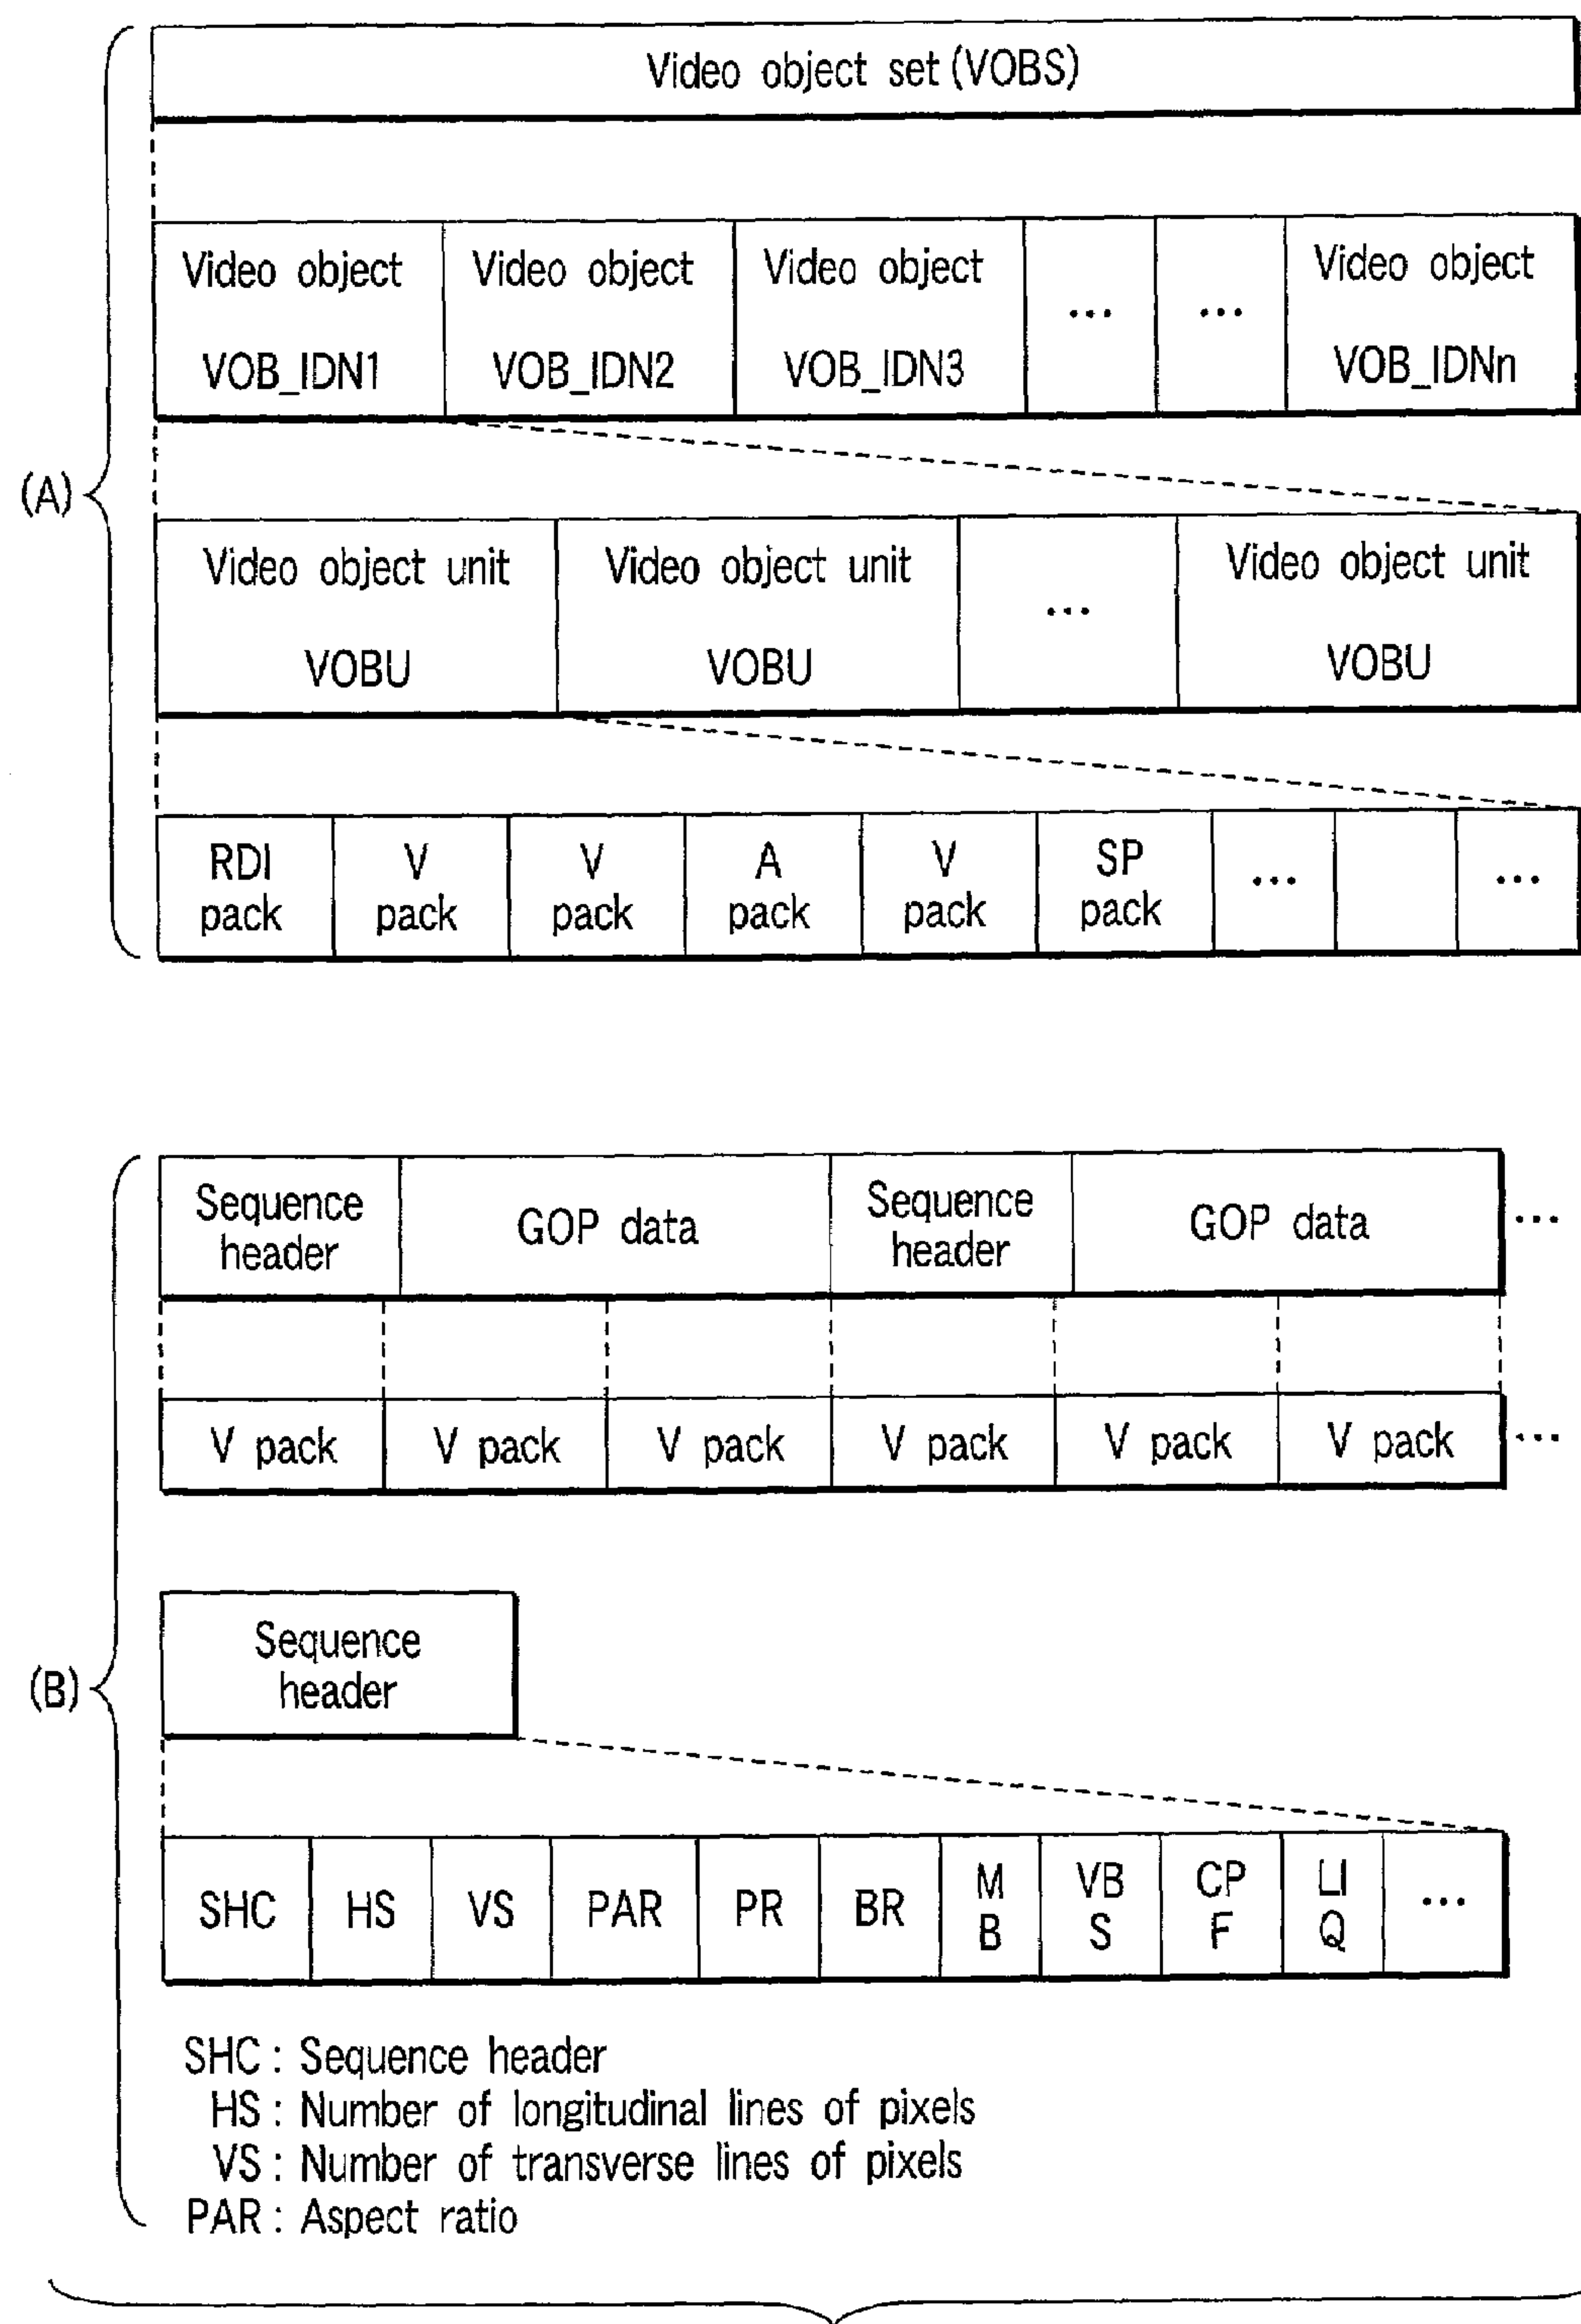 Video object set (VOBS)
Video object Video object Video object ... ... Video object
VOB_IDN1 VOB_IDN2 VOB_IDN3 VOB_IDNn
(A)
Video object unit Video object unit ... Video object unit
VOBU VOBU VOBU
RDI V V A V SP ... ...
pack pack pack pack pack pack
Sequence GOP data Sequence GOP data ...
header header
V pack V pack V pack V pack V pack V pack ...
Sequence
header
(B)
SHC HS VS PAR PR BR M VB CP LI ...
B S F Q
SHC : Sequence header
HS : Number of longitudinal lines of pixels
VS : Number of transverse lines of pixels
PAR : Aspect ratio